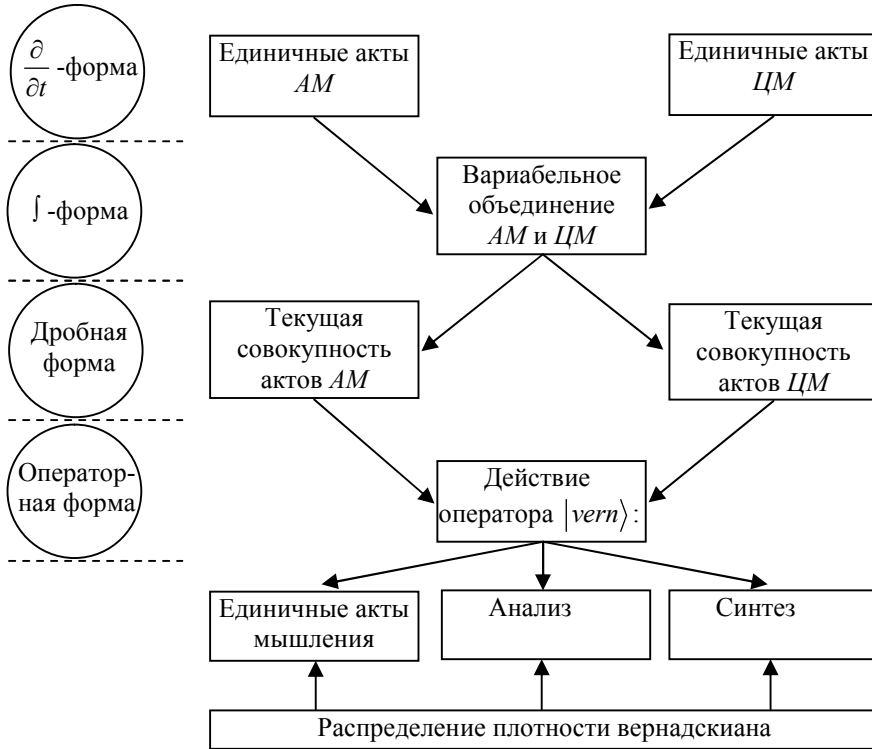 ∂/∂t -форма
Единичные акты
АМ
Единичные акты
ЦМ
∫ -форма
Вариабельное
объединение
АМ и ЦМ
Дробная
форма
Текущая
совокупность
актов АМ
Текущая
совокупность
актов ЦМ
Оператор-
ная форма
Действие
оператора |vern⟩:
Единичные акты
мышления
Анализ
Синтез
Распределение плотности вернадскиана